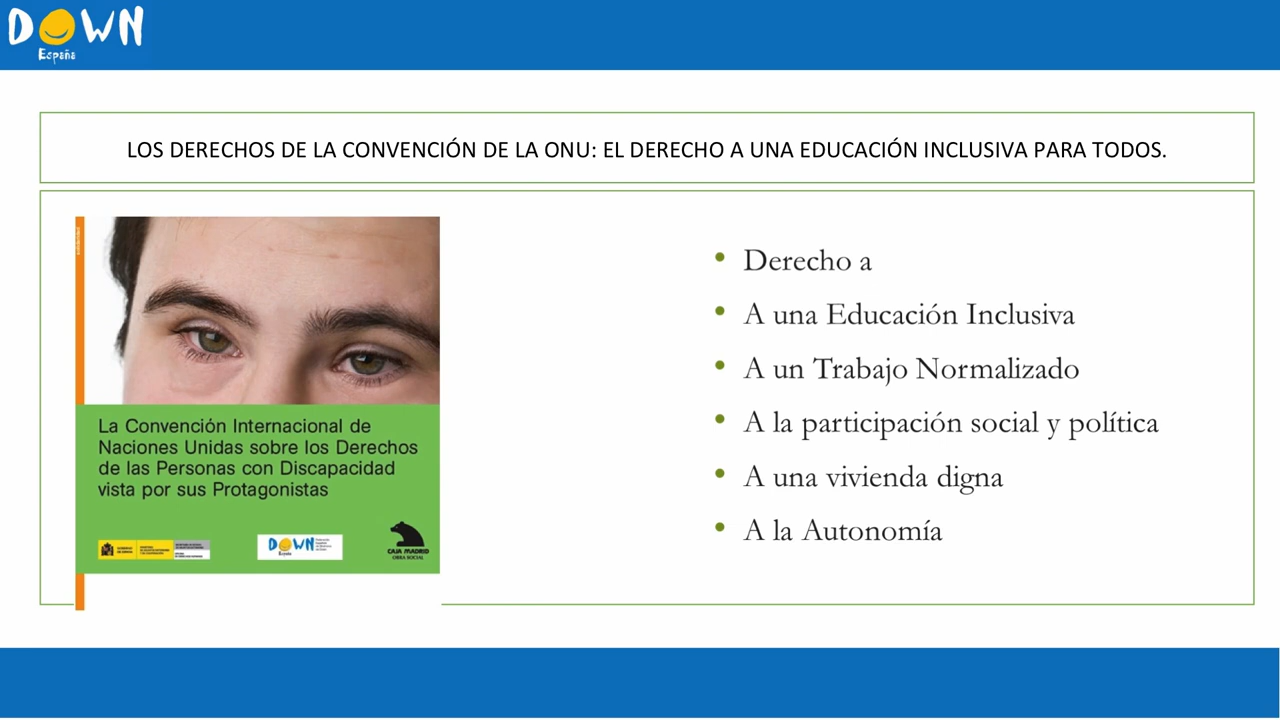 DOWN
España
LOS DERECHOS DE LA CONVENCIÓN DE LA ONU: EL DERECHO A UNA EDUCACIÓN INCLUSIVA PARA TODOS.
La Convención Internacional de
Naciones Unidas sobre los Derechos
de las Personas con Discapacidad
vista por sus Protagonistas
DOWN
España
CAJA MADRID
OBRA SOCIAL
• Derecho a
• A una Educación Inclusiva
• A un Trabajo Normalizado
• A la participación social y política
• A una vivienda digna
• A la Autonomía